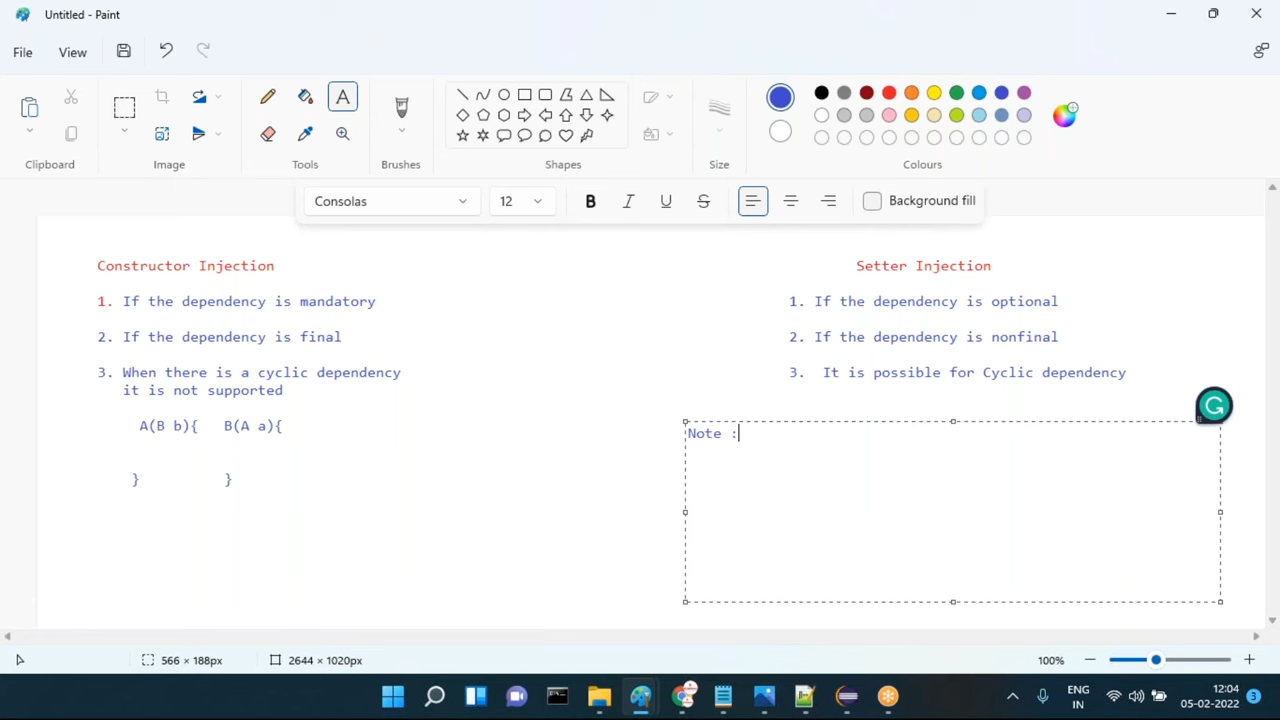 Untitled - Paint
File
View
Clipboard
Image
A
Tools
Brushes
Shapes
Size
Colours
Consolas
12
B
I
U
S
Background fill
Constructor Injection
1. If the dependency is mandatory
2. If the dependency is final
3. When there is a cyclic dependency
it is not supported
A(B b){ B(A a){
} }
Setter Injection
1. If the dependency is optional
2. If the dependency is nonfinal
3. It is possible for Cyclic dependency
Note :
566 × 188px
2644 × 1020px
100%
ENG
IN
12:04
05-02-2022
3